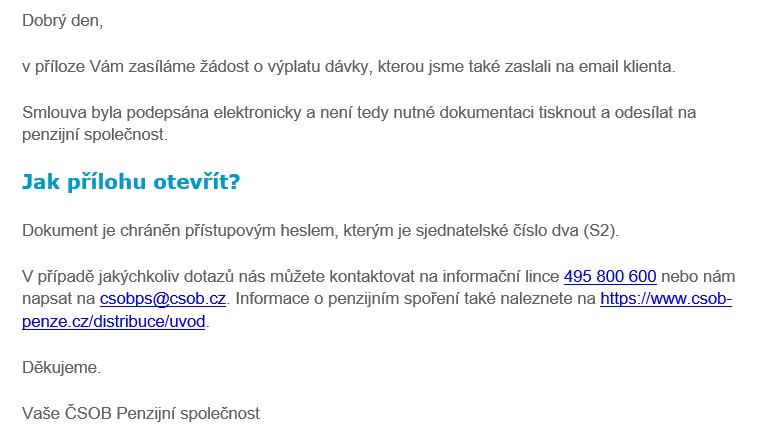 Dobrý den,
v příloze Vám zasíláme žádost o výplatu dávky, kterou jsme také zaslali na email klienta.
Smlouva byla podepsána elektronicky a není tedy nutné dokumentaci tisknout a odesílat na
penzijní společnost.
Jak přílohu otevřít?
Dokument je chráněn přístupovým heslem, kterým je sjednatelské číslo dva (S2).
V případě jakýchkoliv dotazů nás můžete kontaktovat na informační lince 495 800 600 nebo nám
napsat na csobps@csob.cz. Informace o penzijním spoření také naleznete na https://www.csob-
penze.cz/distribuce/uvod.
Děkujeme.
Vaše ČSOB Penzijní společnost